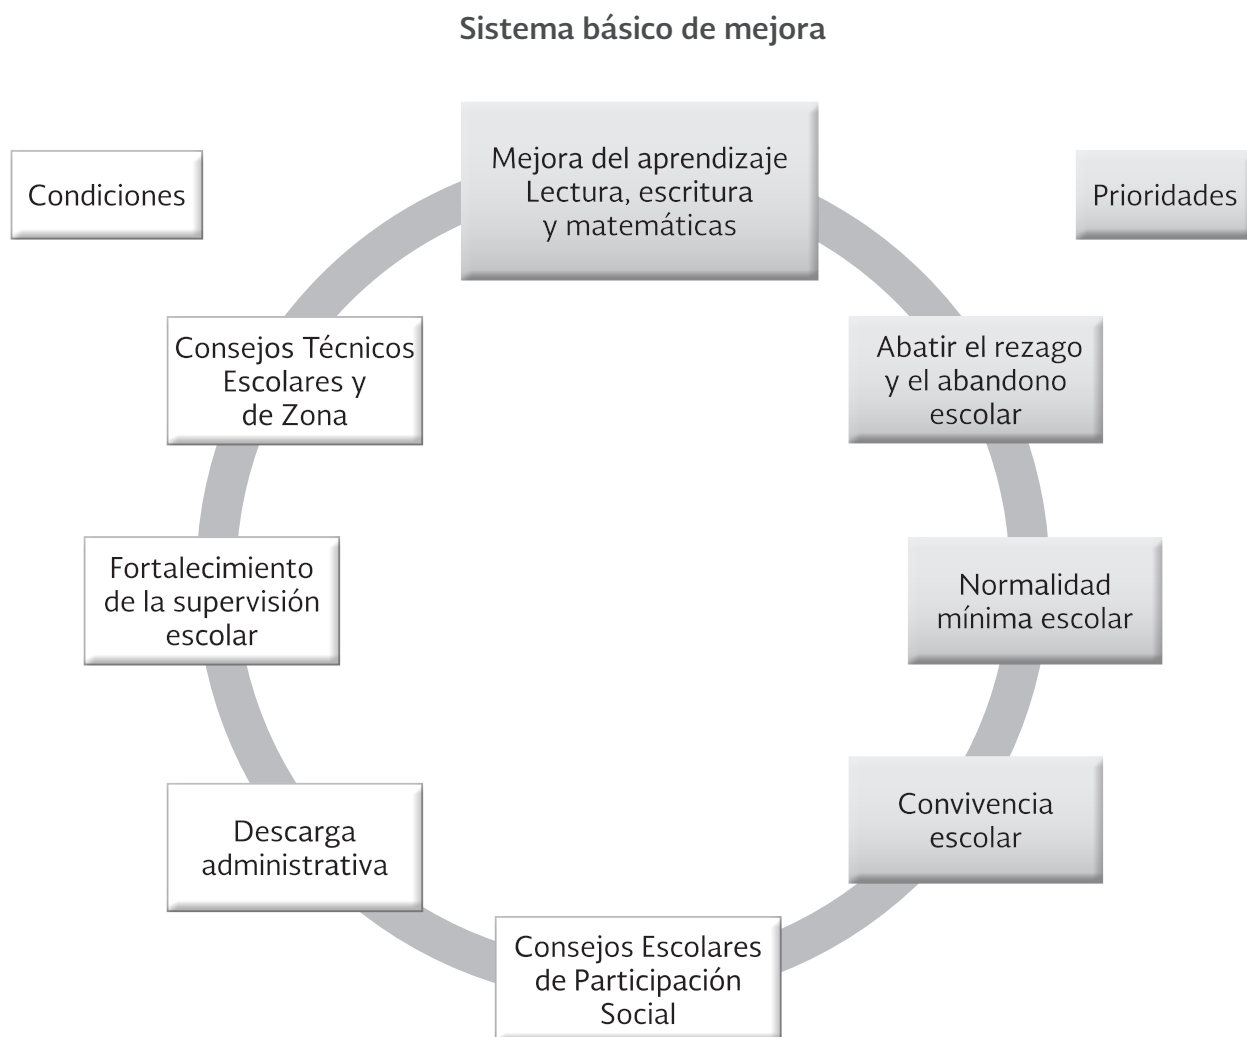 Sistema básico de mejora
Condiciones
Mejora del aprendizaje
Lectura, escritura
y matemáticas
Prioridades
Consejos Técnicos
Escolares y
de Zona
Abatir el rezago
y el abandono
escolar
Fortalecimiento
de la supervisión
escolar
Normalidad
mínima escolar
Descarga
administrativa
Convivencia
escolar
Consejos Escolares
de Participación
Social